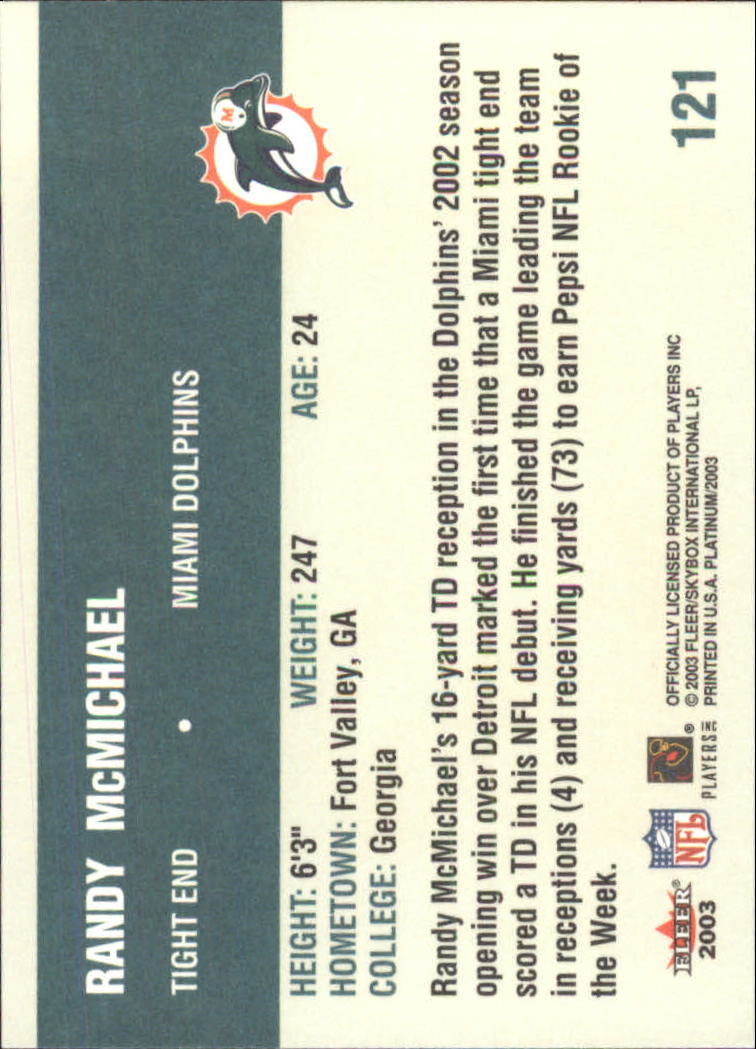 RANDY McMICHAEL
TIGHT END • MIAMI DOLPHINS
M
HEIGHT: 6'3" WEIGHT: 247 AGE: 24
HOMETOWN: Fort Valley, GA
COLLEGE: Georgia
Randy McMichael's 16-yard TD reception in the Dolphins' 2002 season
opening win over Detroit marked the first time that a Miami tight end
scored a TD in his NFL debut. He finished the game leading the team
in receptions (4) and receiving yards (73) to earn Pepsi NFL Rookie of
the Week.
FLEER®
2003
NFL
®
PLAYERS INC
OFFICIALLY LICENSED PRODUCT OF PLAYERS INC
© 2003 FLEER/SKYBOX INTERNATIONAL LP,
PRINTED IN U.S.A. PLATINUM/2003
121